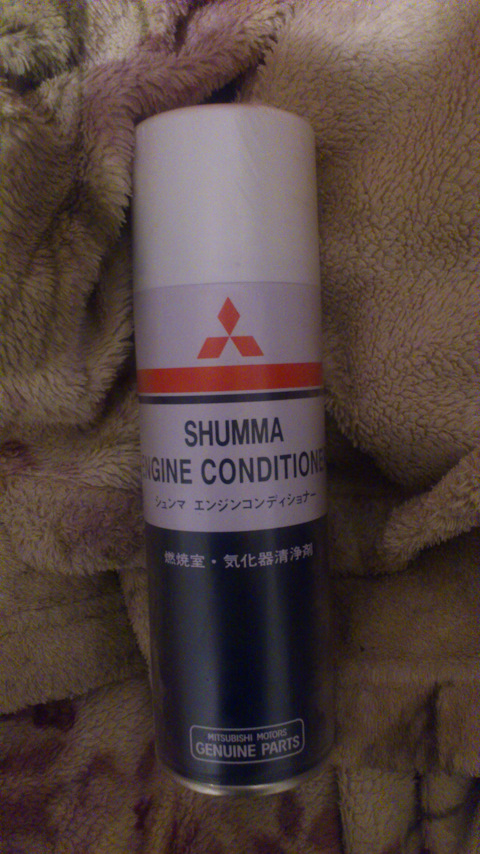 SHUMMA
ENGINE CONDITIONE
シュンマ エンジンコンディショナー
燃焼室・気化器清浄剤
MITSUBISHI MOTORS
GENUINE PARTS